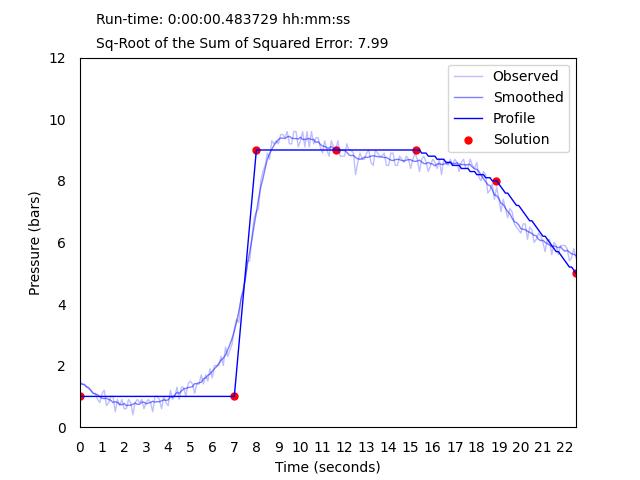 Run-time: 0:00:00.483729 hh:mm:ss
Sq-Root of the Sum of Squared Error: 7.99
12
10
8
6
4
2
0
Pressure (bars)
Observed
Smoothed
Profile
Solution
0 1 2 3 4 5 6 7 8 9 10 11 12 13 14 15 16 17 18 19 20 21 22
Time (seconds)